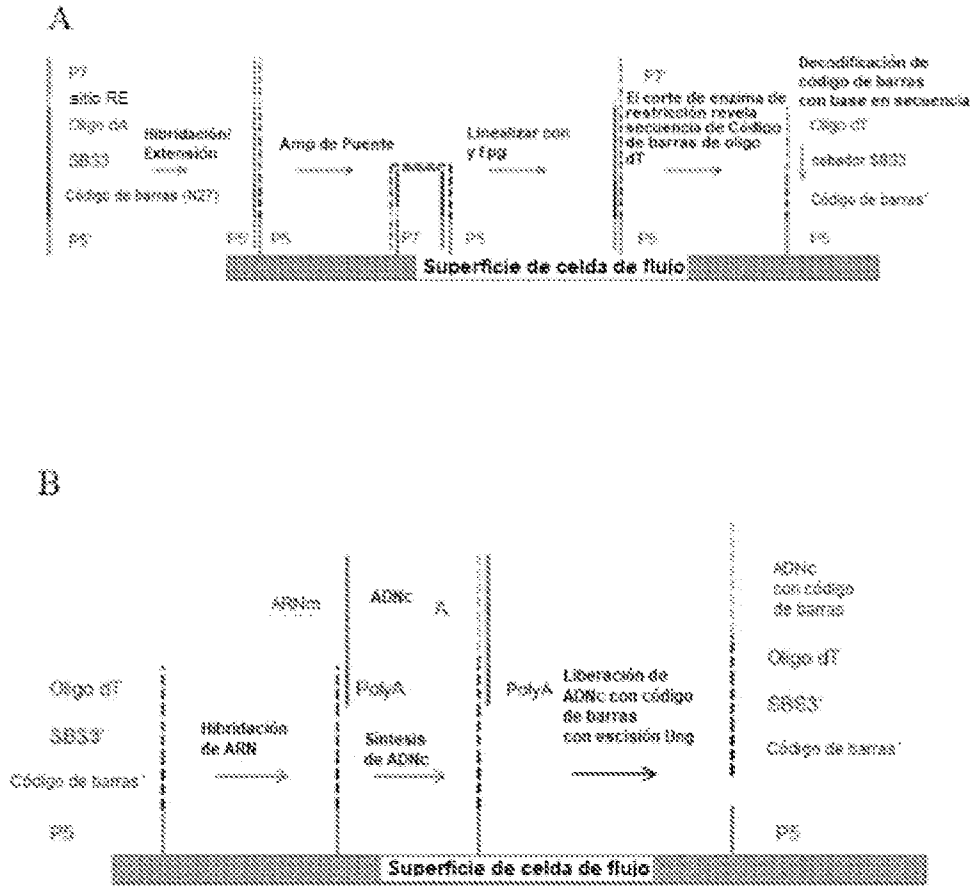 A
P7
sitio RE
Oligo dA
SBS3
Código de barras (N27)
P5'
Hibridación/
Extensión
P5'
P5
Amp de Puente
P7'
P5
Linealizar con
y Fpg
P7'
El corte de enzima de
restricción revela
secuencia de Código
de barras de oligo
dT
P5
Decodificación de
código de barras
con base en secuencia
Oligo dT
cebador SBS3
Código de barras'
P5
Superficie de celda de flujo
B
Oligo dT
SBS3'
Código de barras'
P5
Hibridación
de ARN
ARNm
PolyA
ADNc
A
Síntesis
de ADNc
PolyA
Liberación de
ADNc con código
de barras
con escisión Ung
ADNc
con código
de barras
Oligo dT
SBS3'
Código de barras'
P5
Superficie de celda de flujo